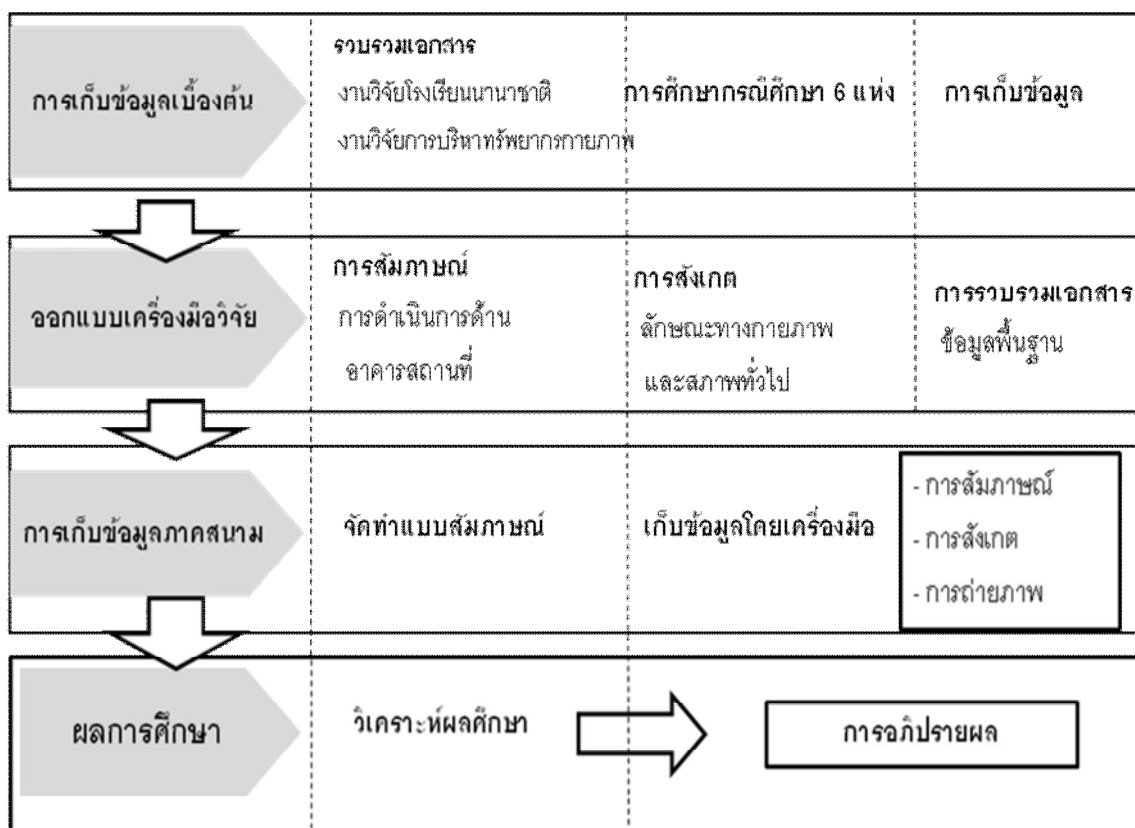 การเก็บข้อมูลเบื้องต้น
รวบรวมเอกสาร
งานวิจัยโรงเรียนนานาชาติ
งานวิจัยการบริหาทรัพยากรกายภาพ
การศึกษากรณีศึกษา 6 แห่ง
การเก็บข้อมูล
ออกแบบเครื่องมือวิจัย
การสัมภาษณ์
การดำเนินการด้าน
อาคารสถานที่
การสังเกต
ลักษณะทางกายภาพ
และสภาพทั่วไป
การรวบรวมเอกสาร
ข้อมูลพื้นฐาน
การเก็บข้อมูลภาคสนาม
จัดทำแบบสัมภาษณ์
เก็บข้อมูลโดยเครื่องมือ
- การสัมภาษณ์
- การสังเกต
- การถ่ายภาพ
ผลการศึกษา
วิเคราะห์ผลศึกษา
การอภิปรายผล